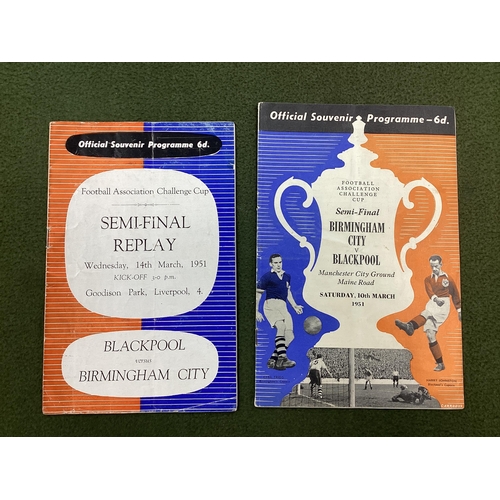 Official Souvenir Programme 6d.
Football Association Challenge Cup
SEMI-FINAL
REPLAY
Wednesday, 14th March, 1951
KICK-OFF 3-0 p.m.
Goodison Park, Liverpool, 4.
BLACKPOOL
VERSUS
BIRMINGHAM CITY
Official Souvenir Programme – 6d.
FOOTBALL
ASSOCIATION
CHALLENGE
CUP
Semi-Final
BIRMINGHAM
CITY
v
BLACKPOOL
Manchester City Ground
Maine Road
SATURDAY, 10th MARCH
1951